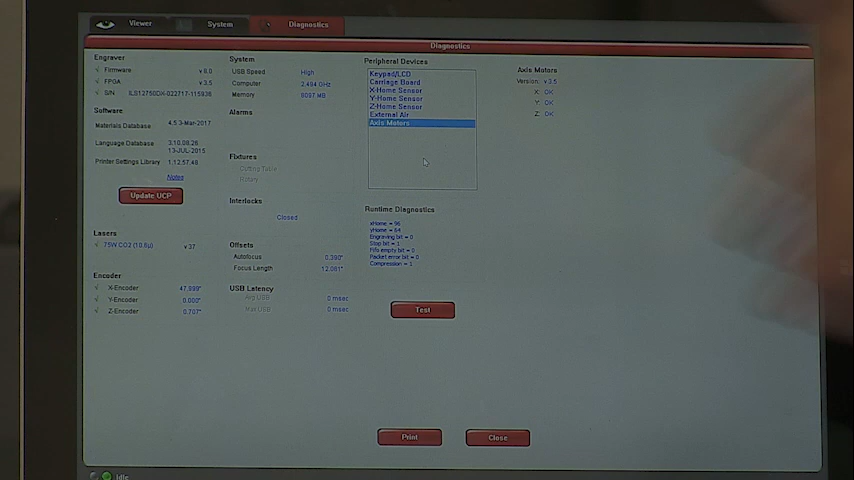 Viewer
System
Diagnostics
Diagnostics
Engraver
√ Firmware v 8.0
√ FPGA v 3.5
√ S/N ILS1275DX-022717-115936
Software
Materials Database 4.5 3-Mar-2017
Language Database 3.10.08.26
13-JUL-2015
Printer Settings Library 1.12.57.48
Notes
Update UCP
Lasers
√ 75W CO2 (10.6µ) v 37
Encoder
√ X-Encoder 47.999"
√ Y-Encoder 0.000"
√ Z-Encoder 0.707"
System
USB Speed High
Computer 2.494 GHz
Memory 8097 MB
Alarms
Fixtures
Cutting Table
Rotary
Interlocks
Closed
Offsets
Autofocus 0.390"
Focus Length 12.081"
USB Latency
Avg USB 0 msec
Max USB 0 msec
Peripheral Devices
Keypad/LCD
Carriage Board
X-Home Sensor
Y-Home Sensor
Z-Home Sensor
External Air
Axis Motors
Runtime Diagnostics
xHome = 96
yHome = 64
Engraving bit = 0
Stop bit = 1
Fifo empty bit = 0
Packet error bit = 0
Compression = 1
Test
Axis Motors
Version: v 3.5
X: OK
Y: OK
Z: OK
Print
Close
Idle